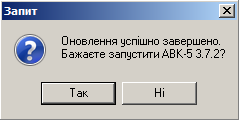 Запит
Оновлення успішно завершено.
Бажаєте запустити АВК-5 3.7.2?
Так
Ні